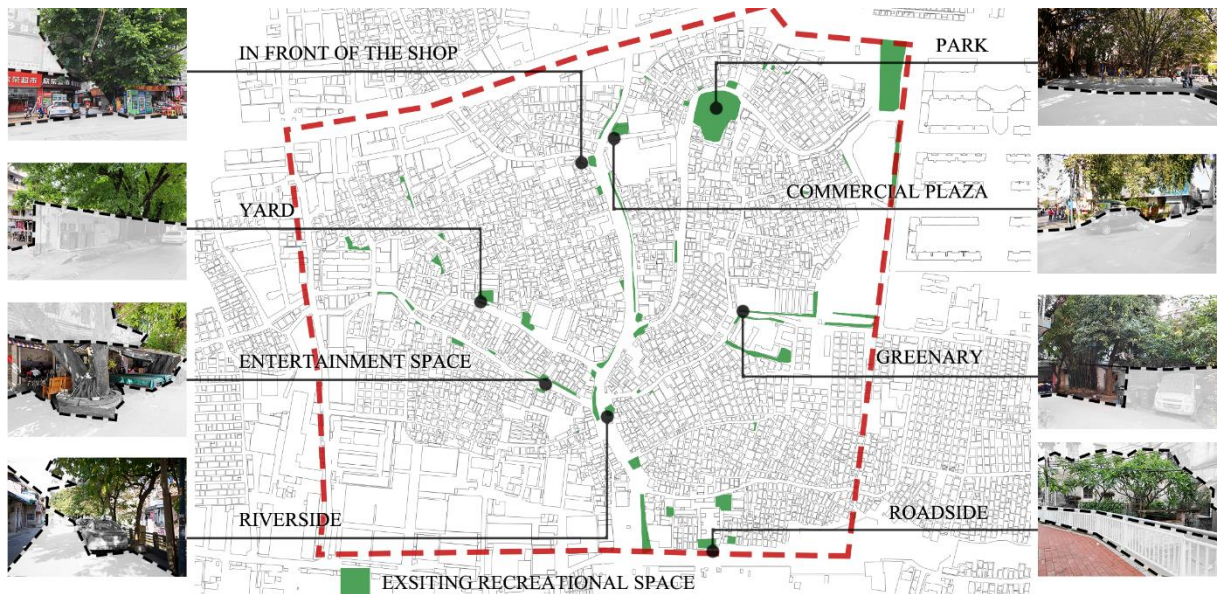 IN FRONT OF THE SHOP
PARK
COMMERCIAL PLAZA
YARD
ENTERTAINMENT SPACE
GREENARY
RIVERSIDE
ROADSIDE
EXSITING RECREATIONAL SPACE